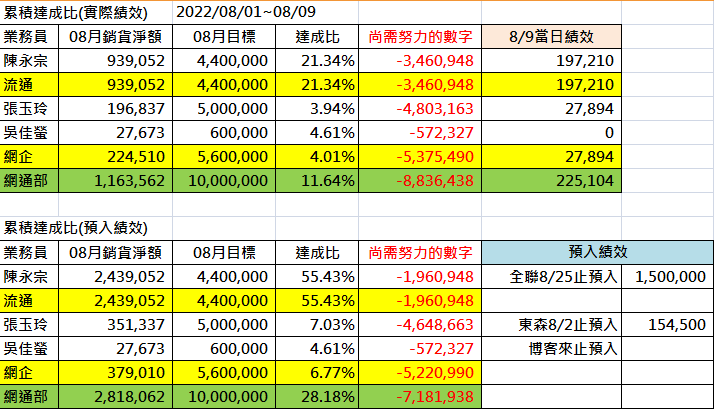 累積達成比(實際績效) 2022/08/01~08/09
業務員 08月銷貨淨額 08月目標 達成比 尚需努力的數字 8/9當日績效
陳永宗 939,052 4,400,000 21.34% -3,460,948 197,210
流通 939,052 4,400,000 21.34% -3,460,948 197,210
張玉玲 196,837 5,000,000 3.94% -4,803,163 27,894
吳佳螢 27,673 600,000 4.61% -572,327 0
網企 224,510 5,600,000 4.01% -5,375,490 27,894
網通部 1,163,562 10,000,000 11.64% -8,836,438 225,104
累積達成比(預入績效)
業務員 08月銷貨淨額 08月目標 達成比 尚需努力的數字 預入績效
陳永宗 2,439,052 4,400,000 55.43% -1,960,948 全聯8/25止預入 1,500,000
流通 2,439,052 4,400,000 55.43% -1,960,948
張玉玲 351,337 5,000,000 7.03% -4,648,663 東森8/2止預入 154,500
吳佳螢 27,673 600,000 4.61% -572,327 博客來止預入
網企 379,010 5,600,000 6.77% -5,220,990
網通部 2,818,062 10,000,000 28.18% -7,181,938